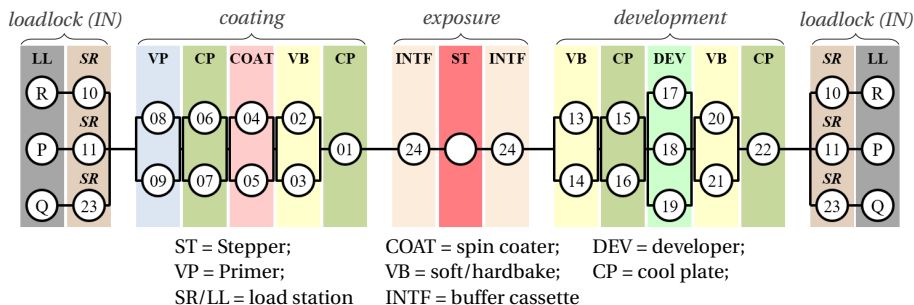 loadlock (IN) coating exposure development loadlock (IN)
LL SR VP CP COAT VB CP INTF ST INTF VB CP DEV VB CP SR LL
R 10 17 10 R
08 06 04 02 13 15 20
SR SR
P 11 01 24 24 18 22 11 P
SR SR
09 07 05 03 14 16 21
Q 23 19 23 Q
ST = Stepper; COAT = spin coater; DEV = developer;
VP = Primer; VB = soft/hardbake; CP = cool plate;
SR/LL = load station INTF = buffer cassette